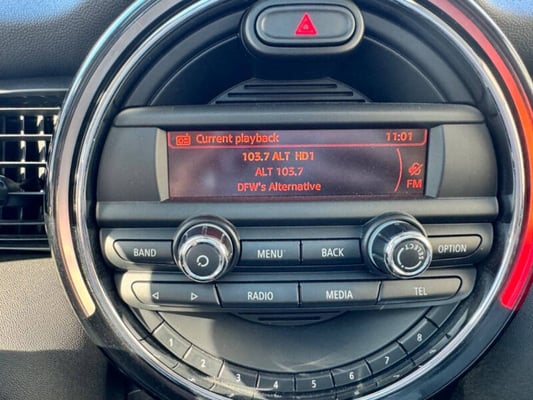 Current playback 11:01
103.7 ALT HD1
ALT 103.7
DFW's Alternative
FM
BAND MENU BACK OPTION
SELECT
RADIO MEDIA TEL
1 2 3 4 5 6 7 8